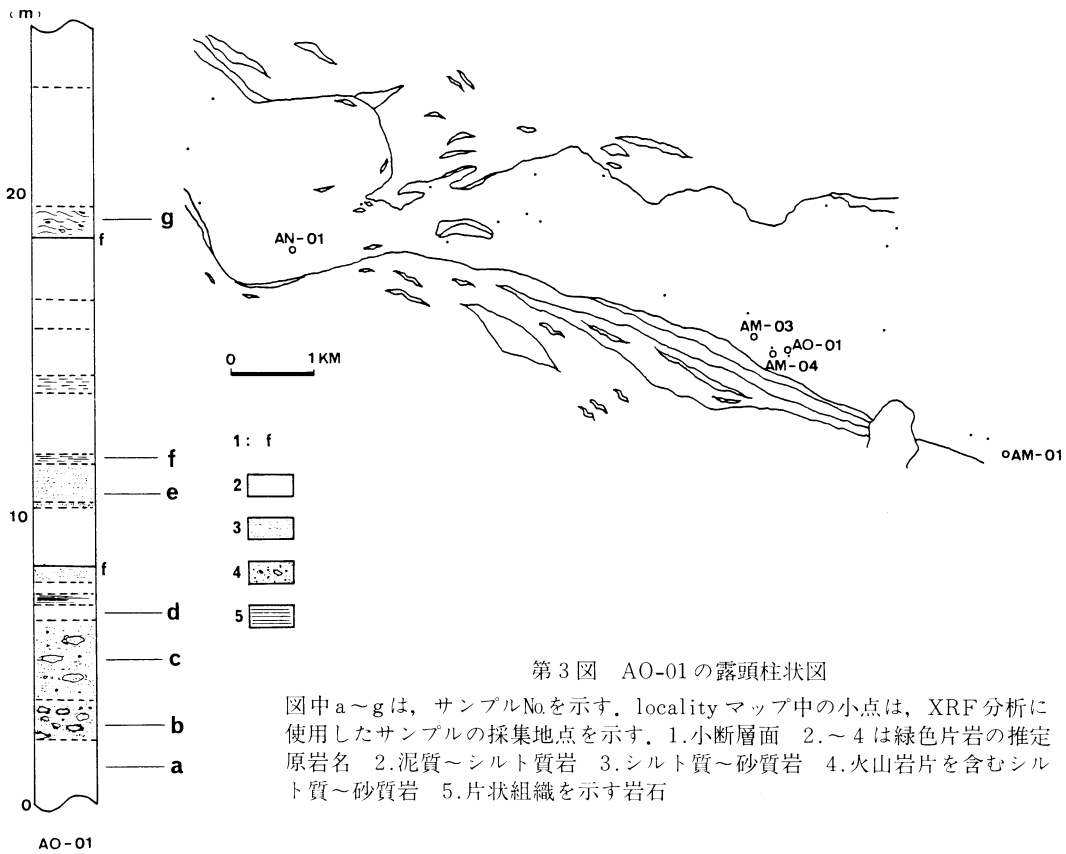 (m)
20
g
f
AN-01
AM-03
AO-01
AM-04
0 1KM
AM-01
1: f
f
2
e
10
3
f
4
d
5
c
b
a
0
AO-01
第3図 AO-01の露頭柱状図
図中a~gは，サンプルNo.を示す．localityマップ中の小点は，XRF分析に
使用したサンプルの採集地点を示す．1.小断層面 2.~4は緑色片岩の推定
原岩名 2.泥質~シルト質岩 3.シルト質~砂質岩 4.火山岩片を含むシル
ト質~砂質岩 5.片状組織を示す岩石